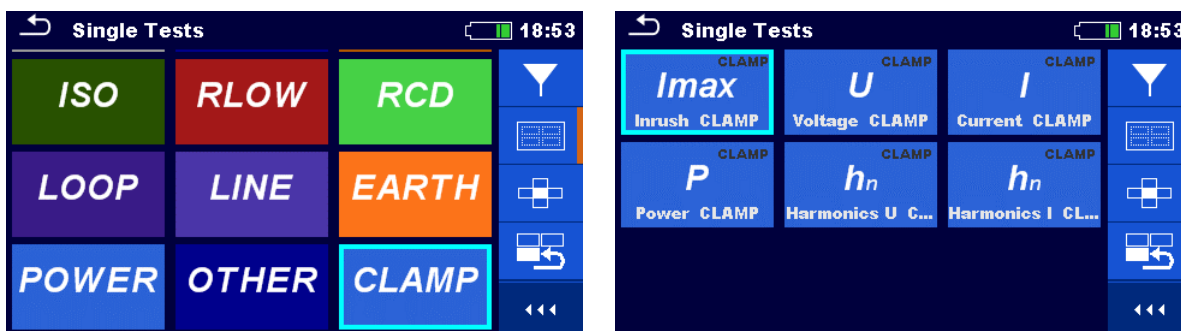 Single Tests
18:53
ISO RLOW RCD
LOOP LINE EARTH
POWER OTHER CLAMP
Single Tests
18:53
CLAMP CLAMP CLAMP
Imax U I
Inrush CLAMP Voltage CLAMP Current CLAMP
CLAMP CLAMP CLAMP
P hn hn
Power CLAMP Harmonics U C... Harmonics I CL...